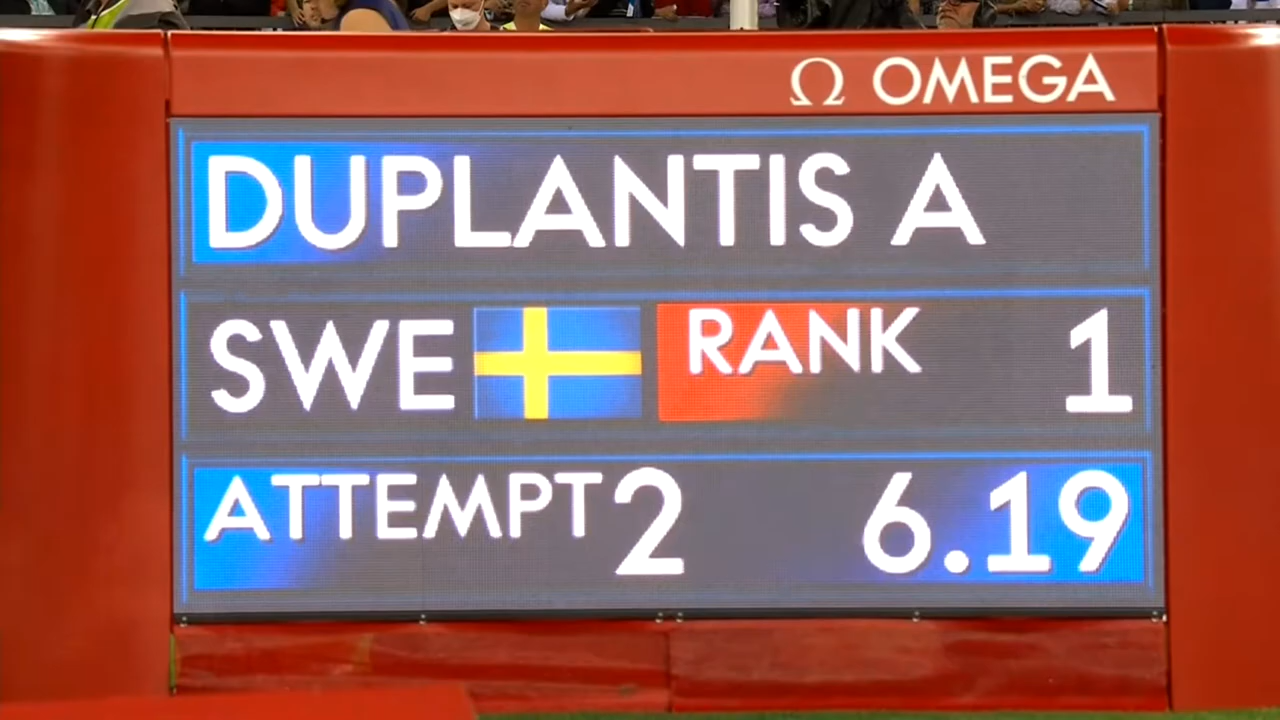 Ω OMEGA
DUPLANTIS A
SWE RANK 1
ATTEMPT 2 6.19